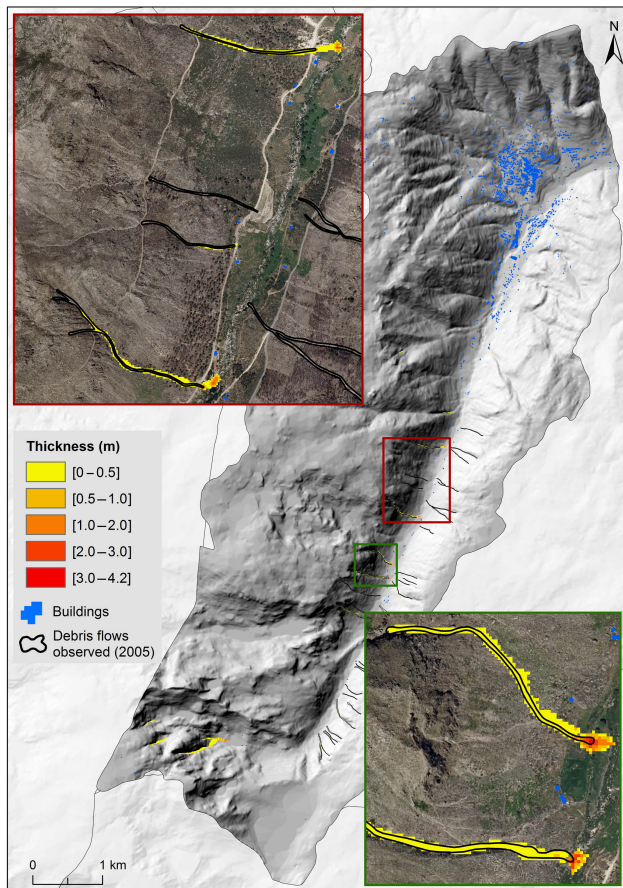 N
Thickness (m)
[0–0.5]
[0.5–1.0]
[1.0–2.0]
[2.0–3.0]
[3.0–4.2]
Buildings
Debris flows
observed (2005)
0 1 km